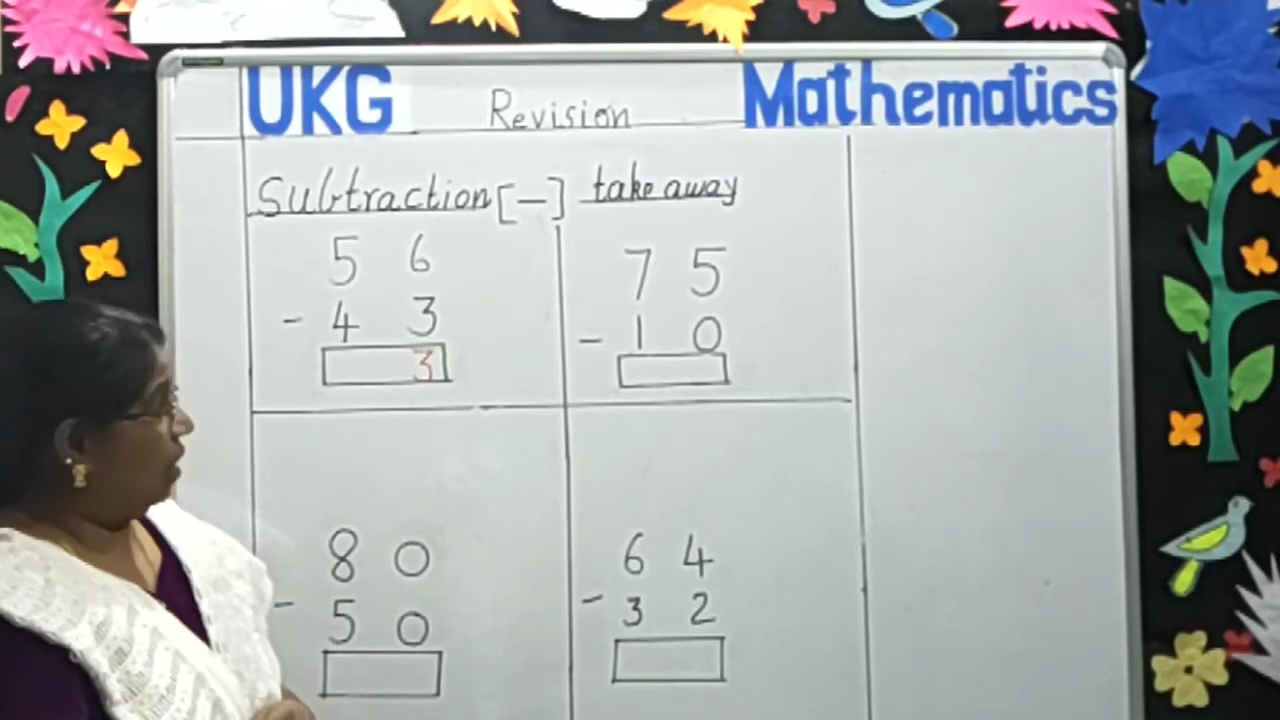 UKG Revision Mathematics
Subtraction [-] take away
5 6
- 4 3
3
7 5
- 1 0
8 0
- 5 0
6 4
- 3 2